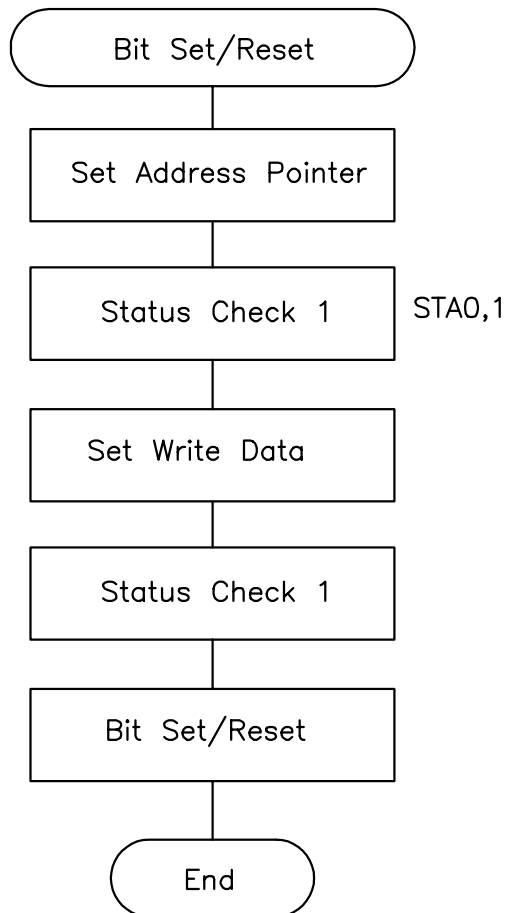 Bit Set/Reset
Set Address Pointer
Status Check 1
STA0,1
Set Write Data
Status Check 1
Bit Set/Reset
End